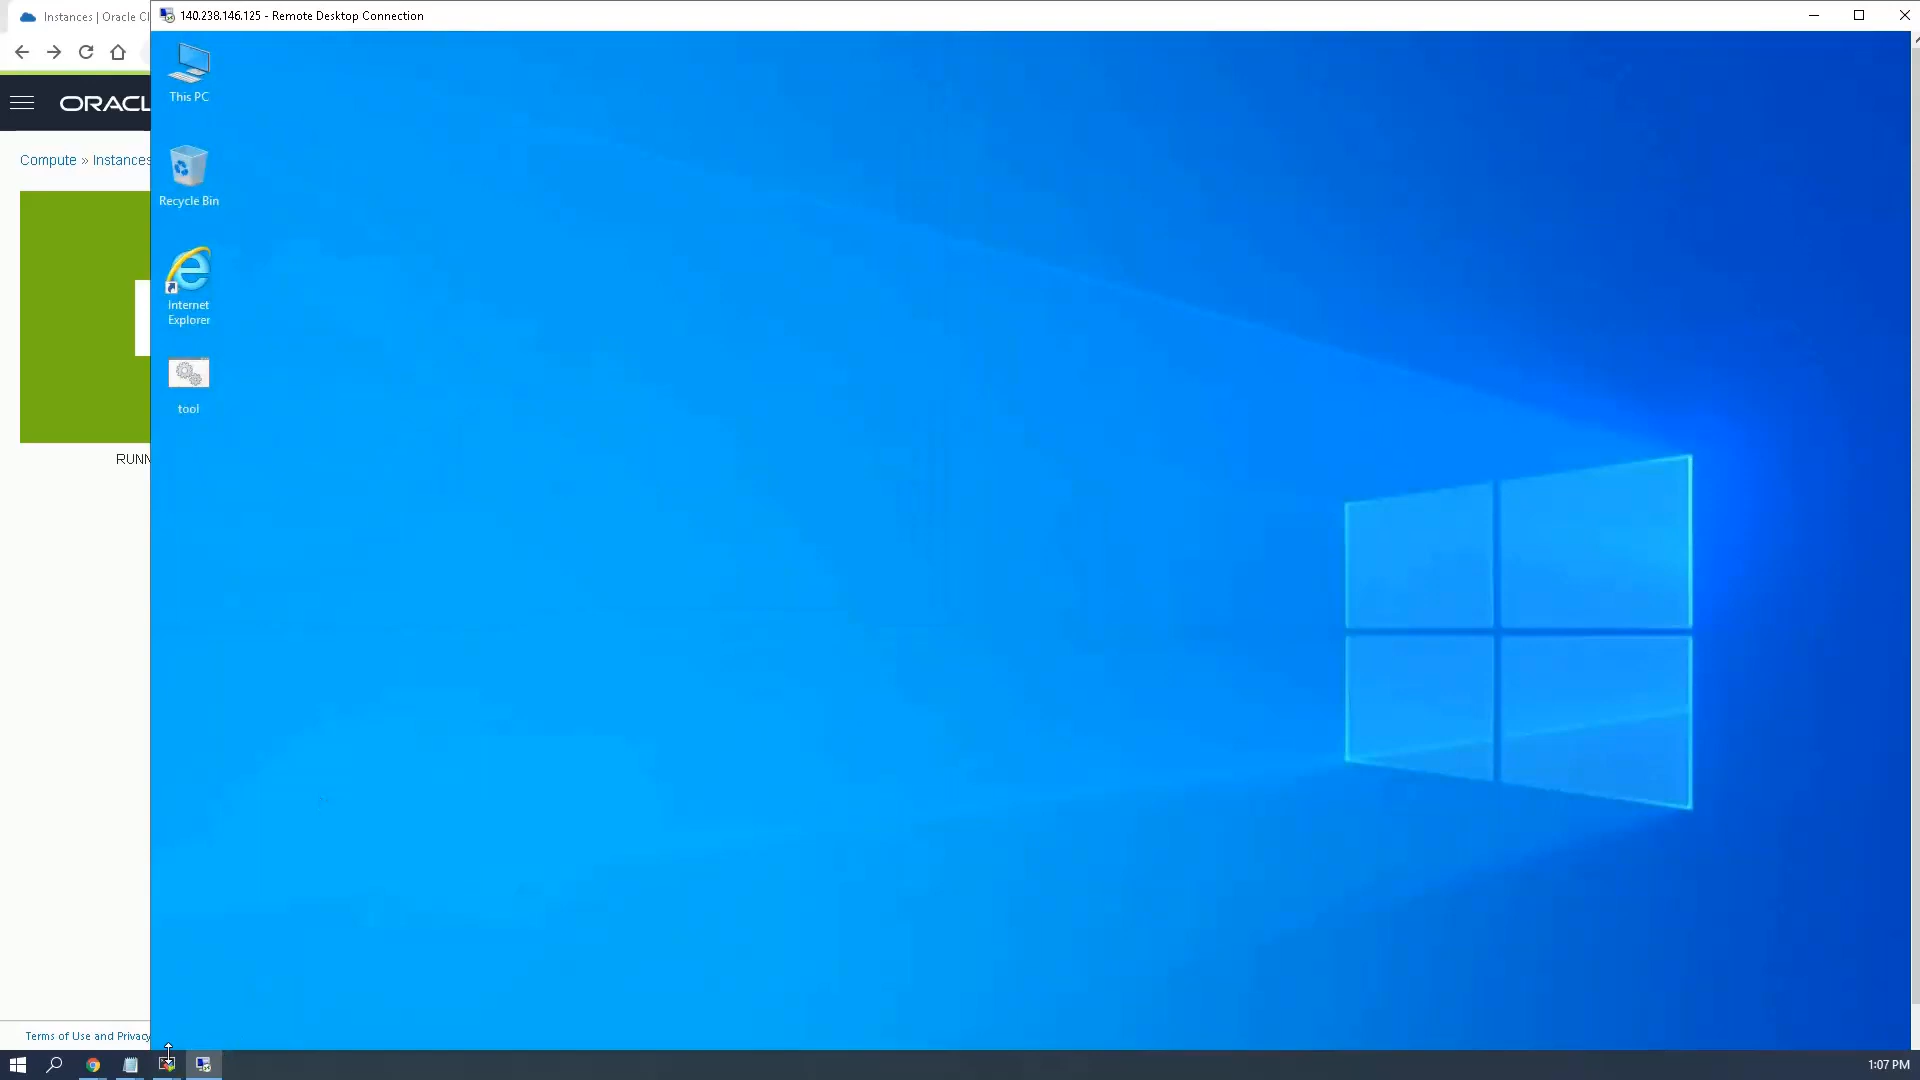 Instances | Oracle Cl
140.238.146.125 - Remote Desktop Connection
This PC
ORACL
Compute » Instances
Recycle Bin
Internet
Explorer
tool
RUNN
Terms of Use and Privacy
1:07 PM